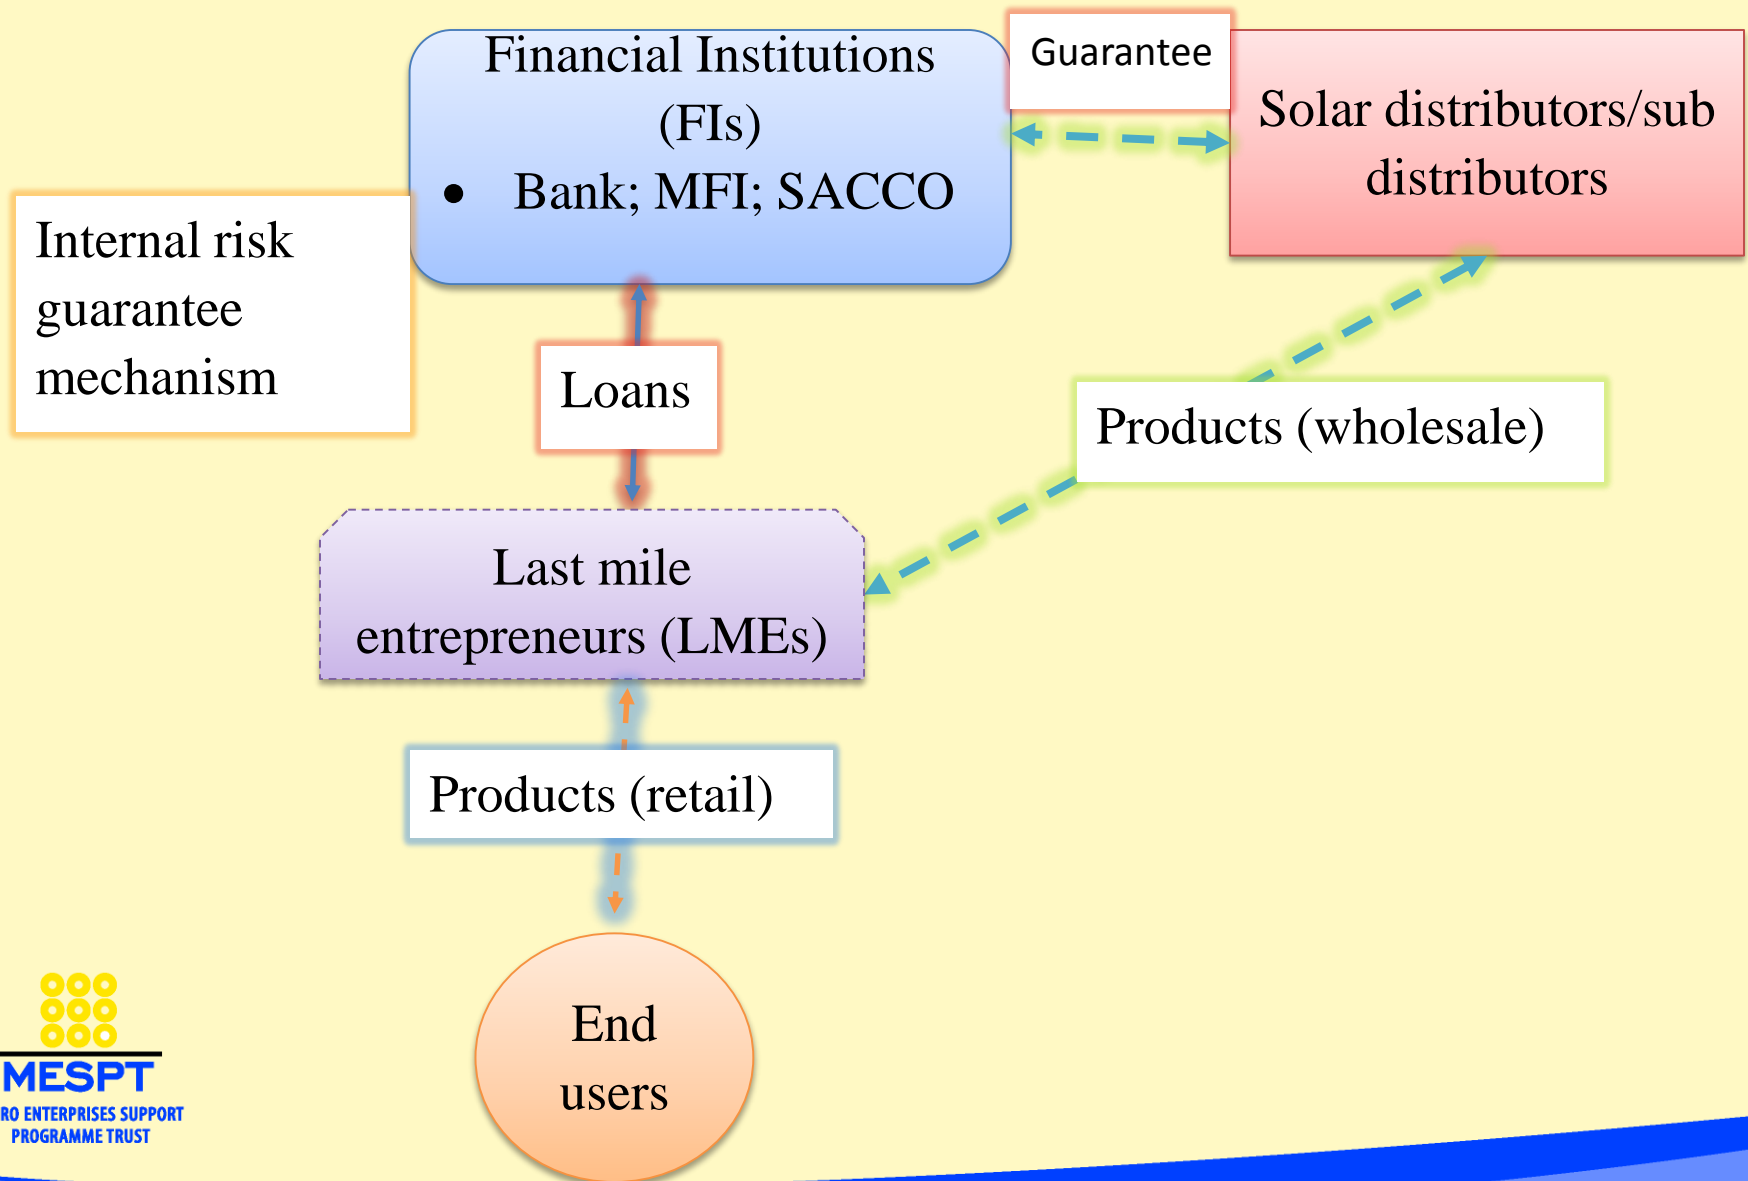 Financial Institutions
(FIs)
• Bank; MFI; SACCO
Guarantee
Solar distributors/sub
distributors
Internal risk
guarantee
mechanism
Loans
Products (wholesale)
Last mile
entrepreneurs (LMEs)
Products (retail)
End
users
MESPT
RO ENTERPRISES SUPPORT
PROGRAMME TRUST